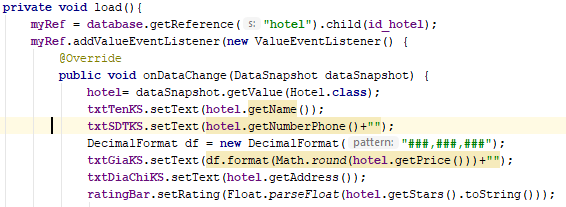 private void load(){
myRef = database.getReference( s: "hotel").child(id_hotel);
myRef.addValueEventListener(new ValueEventListener() {
@Override
public void onDataChange(DataSnapshot dataSnapshot) {
hotel= dataSnapshot.getValue(Hotel.class);
txtTenKS.setText(hotel.getName());
txtSDTKS.setText(hotel.getNumberPhone()+"");
DecimalFormat df = new DecimalFormat( pattern: "###,###,###");
txtGiaKS.setText(df.format(Math.round(hotel.getPrice()))+"");
txtDiaChiKS.setText(hotel.getAddress());
ratingBar.setRating(Float.parseFloat(hotel.getStars().toString()));